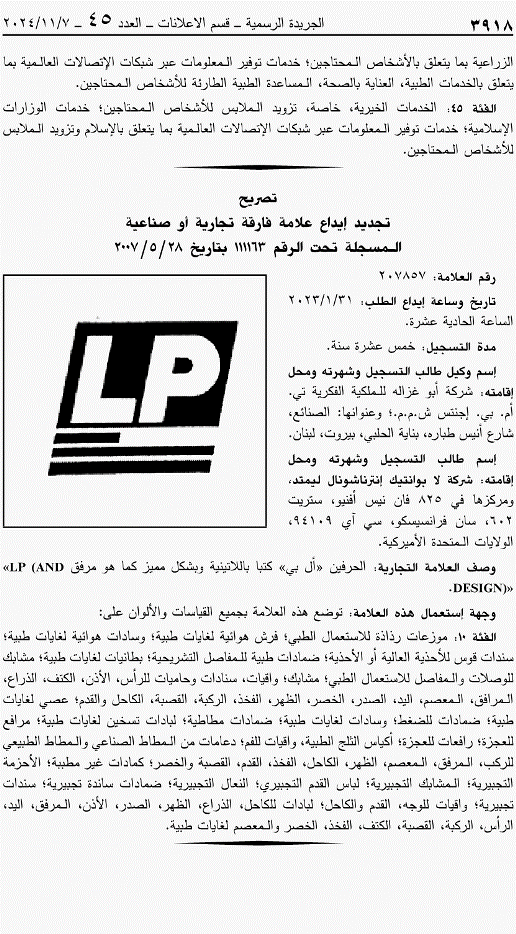 ٣٩١٨ الجريدة الرسمية ـ قسم الاعلانات ـ العدد ٤٥ ـ ٢٠٢٤/١١/٧
الزراعية بما يتعلق بالأشخاص المحتاجين؛ خدمات توفير المعلومات عبر شبكات الإتصالات العالمية بما
يتعلق بالخدمات الطبية، العناية بالصحة، المساعدة الطبية الطارئة للأشخاص المحتاجين.
الفئة ٤٥: الخدمات الخيرية، خاصة، تزويد الملابس للأشخاص المحتاجين؛ خدمات الوزارات
الإسلامية؛ خدمات توفير المعلومات عبر شبكات الإتصالات العالمية بما يتعلق بالإسلام وتزويد الملابس
للأشخاص المحتاجين.
تصريح
تجديد إيداع علامة فارقة تجارية أو صناعية
المسجلة تحت الرقم ١١١١٦٣ بتاريخ ٢٠٠٧/٥/٢٨
رقم العلامة: ٢٠٧٨٥٧
تاريخ وساعة إيداع الطلب: ٢٠٢٣/١/٣١
الساعة الحادية عشرة.
مدة التسجيل: خمس عشرة سنة.
إسم وكيل طالب التسجيل وشهرته ومحل
إقامته: شركة أبو غزاله للملكية الفكرية تي.
أم. بي. إجنتس ش.م.م.؛ وعنوانها: الصنائع،
شارع أنيس طباره، بناية الحلبي، بيروت، لبنان.
إسم طالب التسجيل وشهرته ومحل
إقامته: شركة لا بوانتيك إنترناشونال ليمتد،
ومركزها في ٨٢٥ فان نيس أفنيو، ستريت
٦٠٢، سان فرانسيسكو، سي آي ٩٤١٠٩،
الولايات المتحدة الأميركية.
LP
وصف العلامة التجارية: الحرفين «أل بي» كتبا باللاتينية وبشكل مميز كما هو مرفق «LP (AND
DESIGN)».
وجهة إستعمال هذه العلامة: توضع هذه العلامة بجميع القياسات والألوان على:
الفئة ١٠: موزعات رذاذة للاستعمال الطبي؛ فرش هوائية لغايات طبية؛ وسادات هوائية لغايات طبية؛
سندات قوس للأحذية العالية أو الأحذية؛ ضمادات طبية للمفاصل التشريحية؛ بطانيات لغايات طبية؛ مشابك
للوصلات والمفاصل للاستعمال الطبي؛ مشابك؛ واقيات، سنادات وحاميات للرأس، الأذن، الكتف، الذراع،
المرافق، المعصم، اليد، الصدر، الخصر، الظهر، الفخذ، الركبة، القصبة، الكاحل والقدم؛ عصي لغايات
طبية؛ ضمادات للضغط؛ وسادات لغايات طبية؛ ضمادات مطاطية؛ لبادات تسخين لغايات طبية؛ مرافع
للعجزة؛ رافعات للعجزة؛ أكياس الثلج الطبية، واقيات للفم؛ دعامات من المطاط الصناعي والمطاط الطبيعي
للركب، المرفق، المعصم، الظهر، الكاحل، الفخذ، القدم، القصبة والخصر؛ كمادات غير مطببة؛ الأحزمة
التجبيرية؛ المشابك التجبيرية؛ لباس القدم التجبيري؛ النعال التجبيرية؛ ضمادات ساندة تجبيرية؛ سندات
تجبيرية؛ واقيات للوجه، القدم والكاحل؛ لبادات للكاحل، الذراع، الظهر، الصدر، الأذن، المرفق، اليد،
الرأس، الركبة، القصبة، الكتف، الفخذ، الخصر والمعصم لغايات طبية.